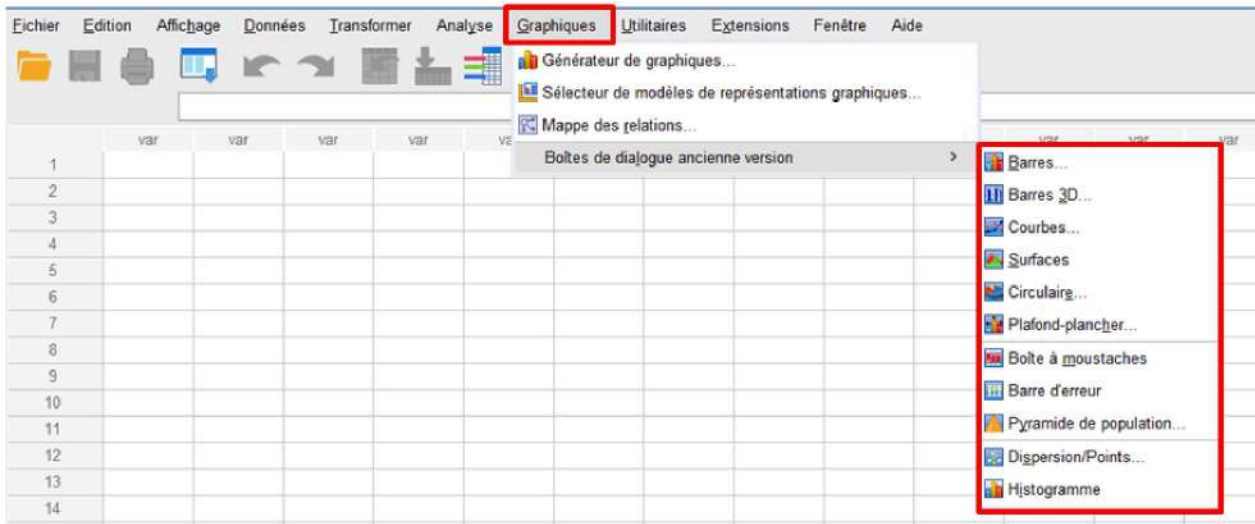 Fichier Edition Affichage Données Transformer Analyse Graphiques Utilitaires Extensions Fenêtre Aide
Générateur de graphiques...
Sélecteur de modèles de représentations graphiques...
Mappe des relations...
Boîtes de dialogue ancienne version >
var var var var var var var
Barres...
Barres 3D...
Courbes...
Surfaces
Circulaire...
Plafond-plancher...
Boîte à moustaches
Barre d'erreur
Pyramide de population...
Dispersion/Points...
Histogramme
1
2
3
4
5
6
7
8
9
10
11
12
13
14